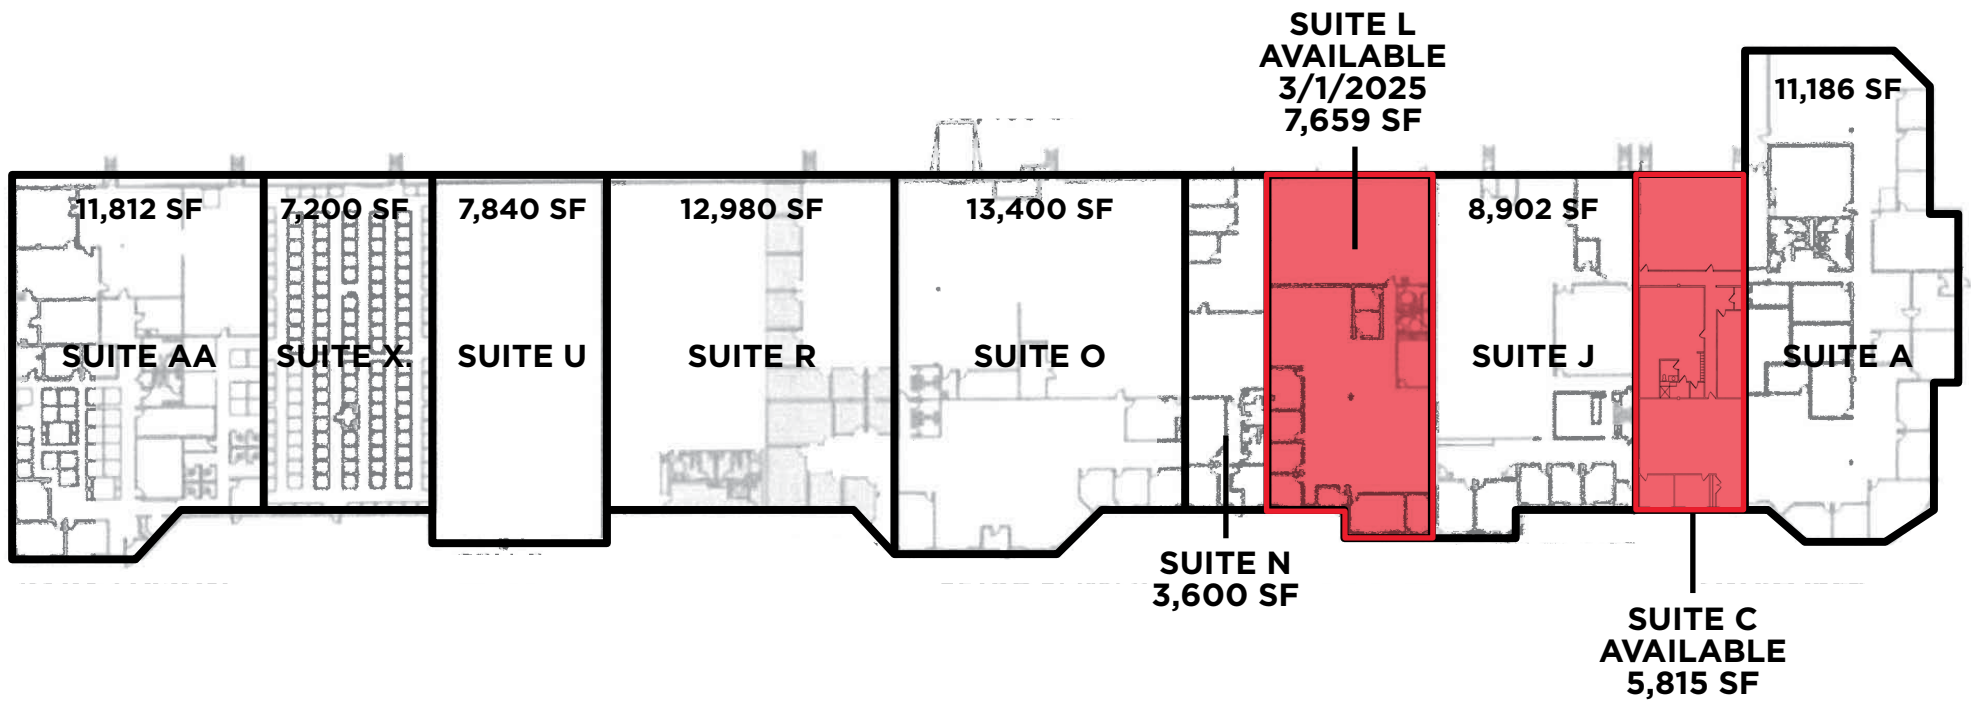 SUITE L
AVAILABLE
3/1/2025
7,659 SF
11,186 SF
11,812 SF
7,200 SF
7,840 SF
12,980 SF
13,400 SF
8,902 SF
SUITE AA
SUITE X.
SUITE U
SUITE R
SUITE O
SUITE J
SUITE A
SUITE N
3,600 SF
SUITE C
AVAILABLE
5,815 SF